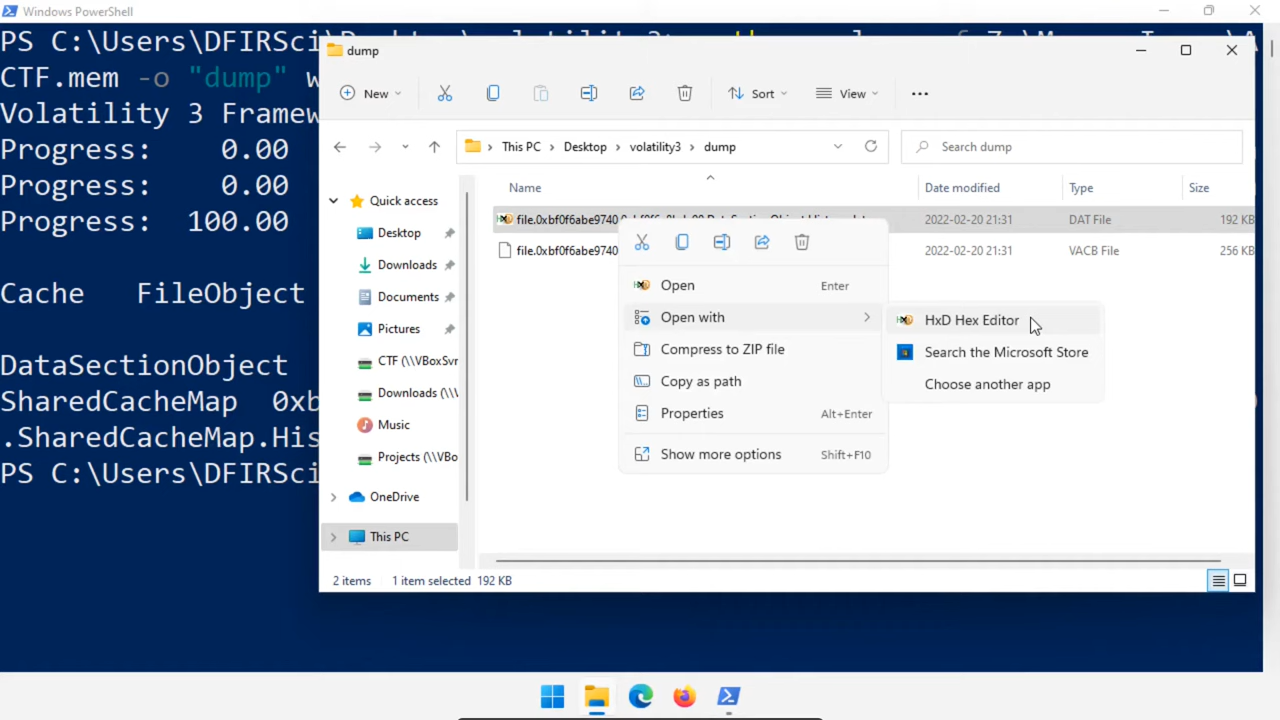 Windows PowerShell
PS C:\Users\DFIRSci\
CTF.mem -o "dump" w
Volatility 3 Framew
Progress: 0.00
Progress: 0.00
Progress: 100.00
Cache FileObject
DataSectionObject
SharedCacheMap 0xb
.SharedCacheMap.His
PS C:\Users\DFIRSci
dump
New
Sort
View
This PC
Desktop
volatility3
dump
Search dump
Name
Date modified
Type
Size
file.0xbf0f6abe9740
2022-02-20 21:31
DAT File
192 KB
file.0xbf0f6abe9740
2022-02-20 21:31
VACB File
256 KB
Quick access
Desktop
Downloads
Documents
Pictures
CTF (\\VBoxSvr
Downloads (\\V
Music
Projects (\\VBo
OneDrive
This PC
Open Enter
Open with
Compress to ZIP file
Copy as path
Properties Alt+Enter
Show more options Shift+F10
HxD Hex Editor
Search the Microsoft Store
Choose another app
2 items
1 item selected 192 KB